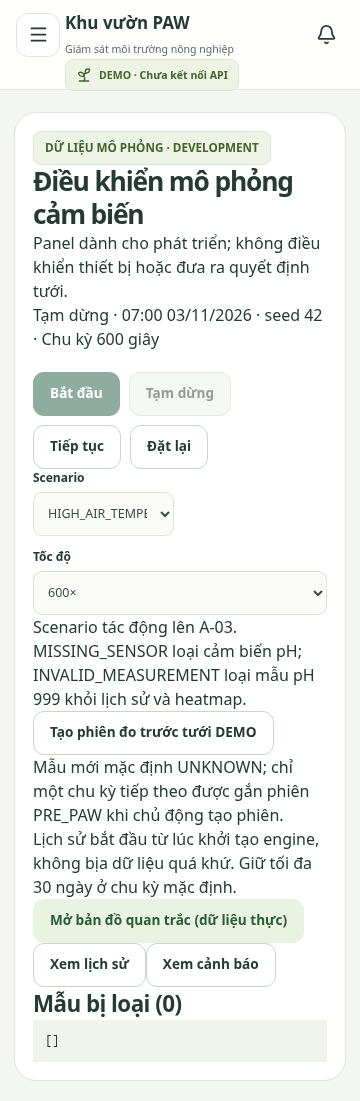 Khu vườn PAW
Giám sát môi trường nông nghiệp
DEMO · Chưa kết nối API
DỮ LIỆU MÔ PHỎNG · DEVELOPMENT
Điều khiển mô phỏng
cảm biến
Panel dành cho phát triển; không điều
khiển thiết bị hoặc đưa ra quyết định
tưới.
Tạm dừng · 07:00 03/11/2026 · seed 42
· Chu kỳ 600 giây
Bắt đầu Tạm dừng
Tiếp tục Đặt lại
Scenario
HIGH_AIR_TEMPE
Tốc độ
600×
Scenario tác động lên A-03.
MISSING_SENSOR loại cảm biến pH;
INVALID_MEASUREMENT loại mẫu pH
999 khỏi lịch sử và heatmap.
Tạo phiên đo trước tưới DEMO
Mẫu mới mặc định UNKNOWN; chỉ
một chu kỳ tiếp theo được gắn phiên
PRE_PAW khi chủ động tạo phiên.
Lịch sử bắt đầu từ lúc khởi tạo engine,
không bịa dữ liệu quá khứ. Giữ tối đa
30 ngày ở chu kỳ mặc định.
Mở bản đồ quan trắc (dữ liệu thực)
Xem lịch sử Xem cảnh báo
Mẫu bị loại (0)
[]